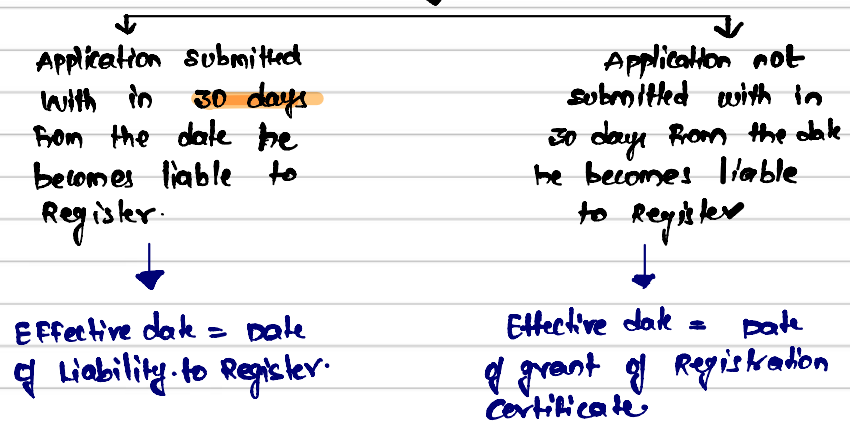 Application submitted
with in 30 days
from the date he
becomes liable to
Register.
Effective date = Date
of Liability to Register.
Application not
submitted with in
30 days from the date
he becomes liable
to Register
Effective date = Date
of grant of Registration
Certificate